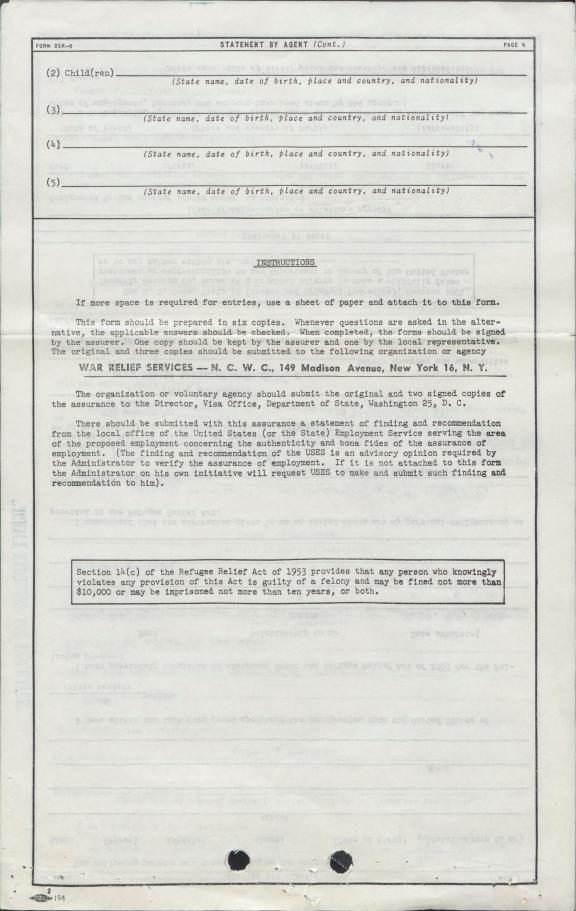 FORM DSR-8 STATEMENT BY AGENT (Cont.) PAGE 4
(2) Child(ren)
(State name, date of birth, place and country, and nationality)
(3)
(State name, date of birth, place and country, and nationality)
(4)
(State name, date of birth, place and country, and nationality)
(5)
(State name, date of birth, place and country, and nationality)
INSTRUCTIONS
If more space is required for entries, use a sheet of paper and attach it to this form.
This form should be prepared in six copies. Whenever questions are asked in the alter-
native, the applicable answers should be checked. When completed, the forms should be signed
by the assurer. One copy should be kept by the assurer and one by the local representative.
The original and three copies should be submitted to the following organization or agency
WAR RELIEF SERVICES — N. C. W. C., 149 Madison Avenue, New York 16, N. Y.
The organization or voluntary agency should submit the original and two signed copies of
the assurance to the Director, Visa Office, Department of State, Washington 25, D. C.
There should be submitted with this assurance a statement of finding and recommendation
from the local office of the United States (or the State) Employment Service serving the area
of the proposed employment concerning the authenticity and bona fides of the assurance of
employment. (The finding and recommendation of the USES is an advisory opinion required by
the Administrator to verify the assurance of employment. If it is not attached to this form
the Administrator on his own initiative will request USES to make and submit such finding and
recommendation to him).
Section 14(c) of the Refugee Relief Act of 1953 provides that any person who knowingly
violates any provision of this Act is guilty of a felony and may be fined not more than
$10,000 or may be imprisoned not more than ten years, or both.
194